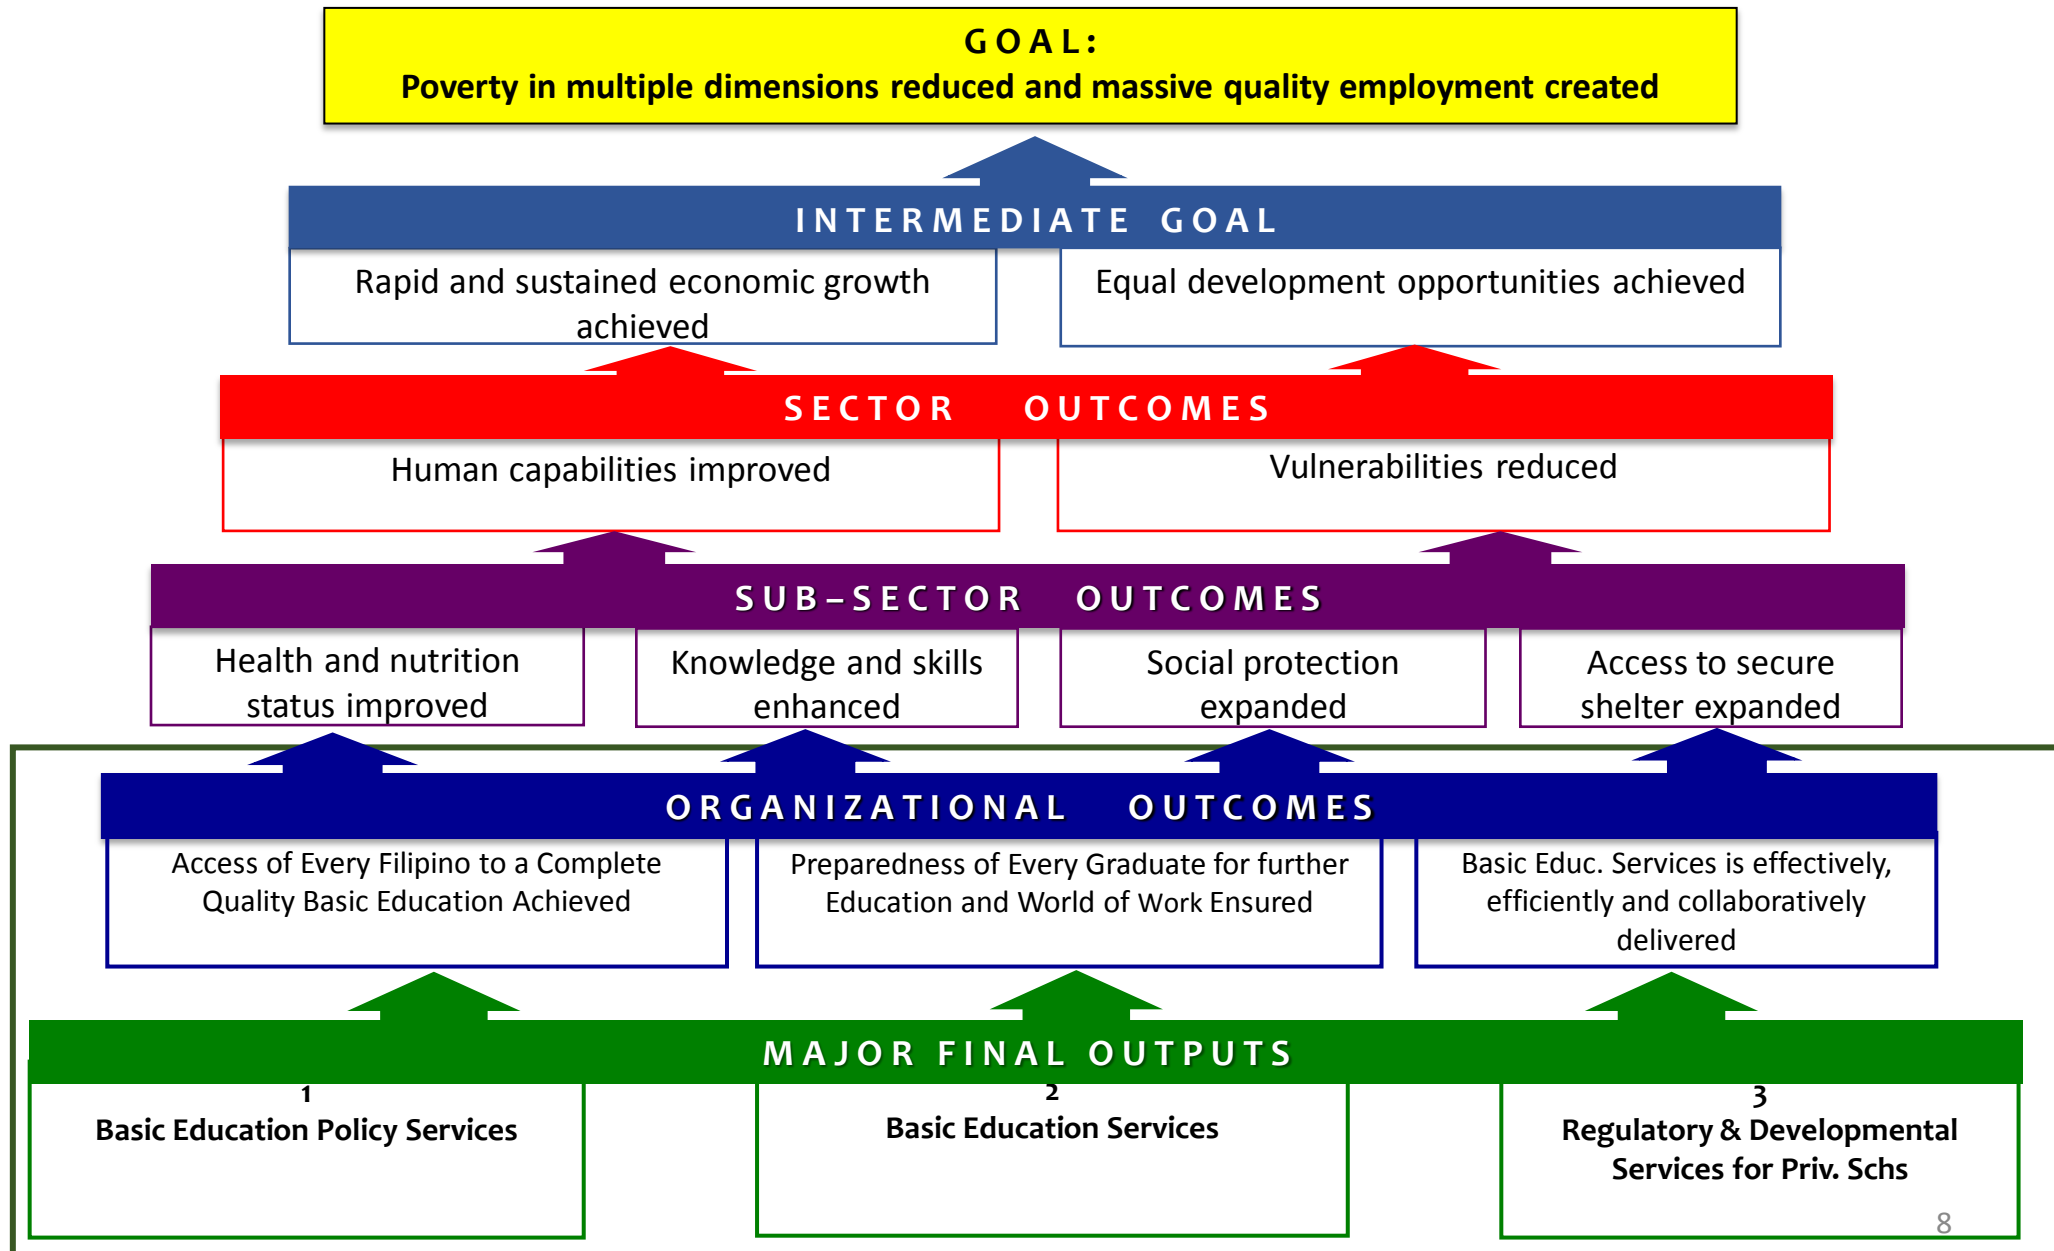 GOAL:
Poverty in multiple dimensions reduced and massive quality employment created
INTERMEDIATE GOAL
Rapid and sustained economic growth
achieved
Equal development opportunities achieved
SECTOR OUTCOMES
Human capabilities improved
Vulnerabilities reduced
SUB–SECTOR OUTCOMES
Health and nutrition
status improved
Knowledge and skills
enhanced
Social protection
expanded
Access to secure
shelter expanded
ORGANIZATIONAL OUTCOMES
Access of Every Filipino to a Complete
Quality Basic Education Achieved
Preparedness of Every Graduate for further
Education and World of Work Ensured
Basic Educ. Services is effectively,
efficiently and collaboratively
delivered
MAJOR FINAL OUTPUTS
1
Basic Education Policy Services
2
Basic Education Services
3
Regulatory & Developmental
Services for Priv. Schs
8